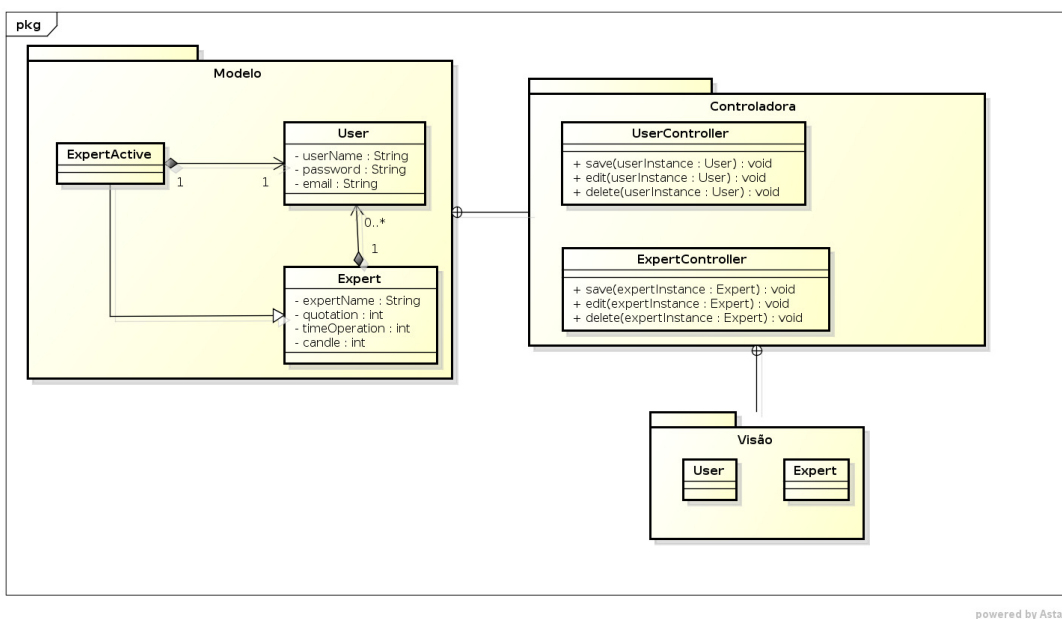 pkg
Modelo
ExpertActive
1
1
User
- userName : String
- password : String
- email : String
0..*
1
Expert
- expertName : String
- quotation : int
- timeOperation : int
- candle : int
Controladora
UserController
+ save(userInstance : User) : void
+ edit(userInstance : User) : void
+ delete(userInstance : User) : void
ExpertController
+ save(expertInstance : Expert) : void
+ edit(expertInstance : Expert) : void
+ delete(expertInstance : Expert) : void
Visão
User
Expert
powered by Asta